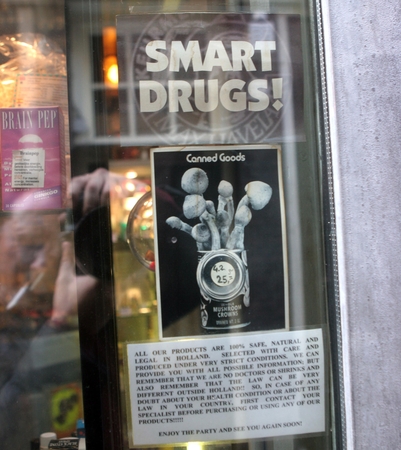 SMART
DRUGS!
BRAIN PEP
Canned Goods
4.2
25,-
MUSHROOM
CROWNS
ALL OUR PRODUCTS ARE 100% SAFE, NATURAL AND
LEGAL IN HOLLAND. SELECTED WITH CARE AND
PRODUCED UNDER VERY STRICT CONDITIONS. WE CAN
PROVIDE YOU WITH ALL POSSIBLE INFORMATION; BUT
REMEMBER THAT WE ARE NO DOCTORS OR SHRINKS AND
ALSO REMEMBER THAT THE LAW CAN BE VERY
DIFFERENT OUTSIDE HOLLAND!! SO, IN CASE OF ANY
DOUBT ABOUT YOUR HEALTH CONDITION OR ABOUT THE
LAW IN YOUR COUNTRY, FIRST CONTACT YOUR
SPECIALIST BEFORE PURCHASING OR USING ANY OF OUR
PRODUCTS!!!!
ENJOY THE PARTY AND SEE YOU AGAIN SOON!